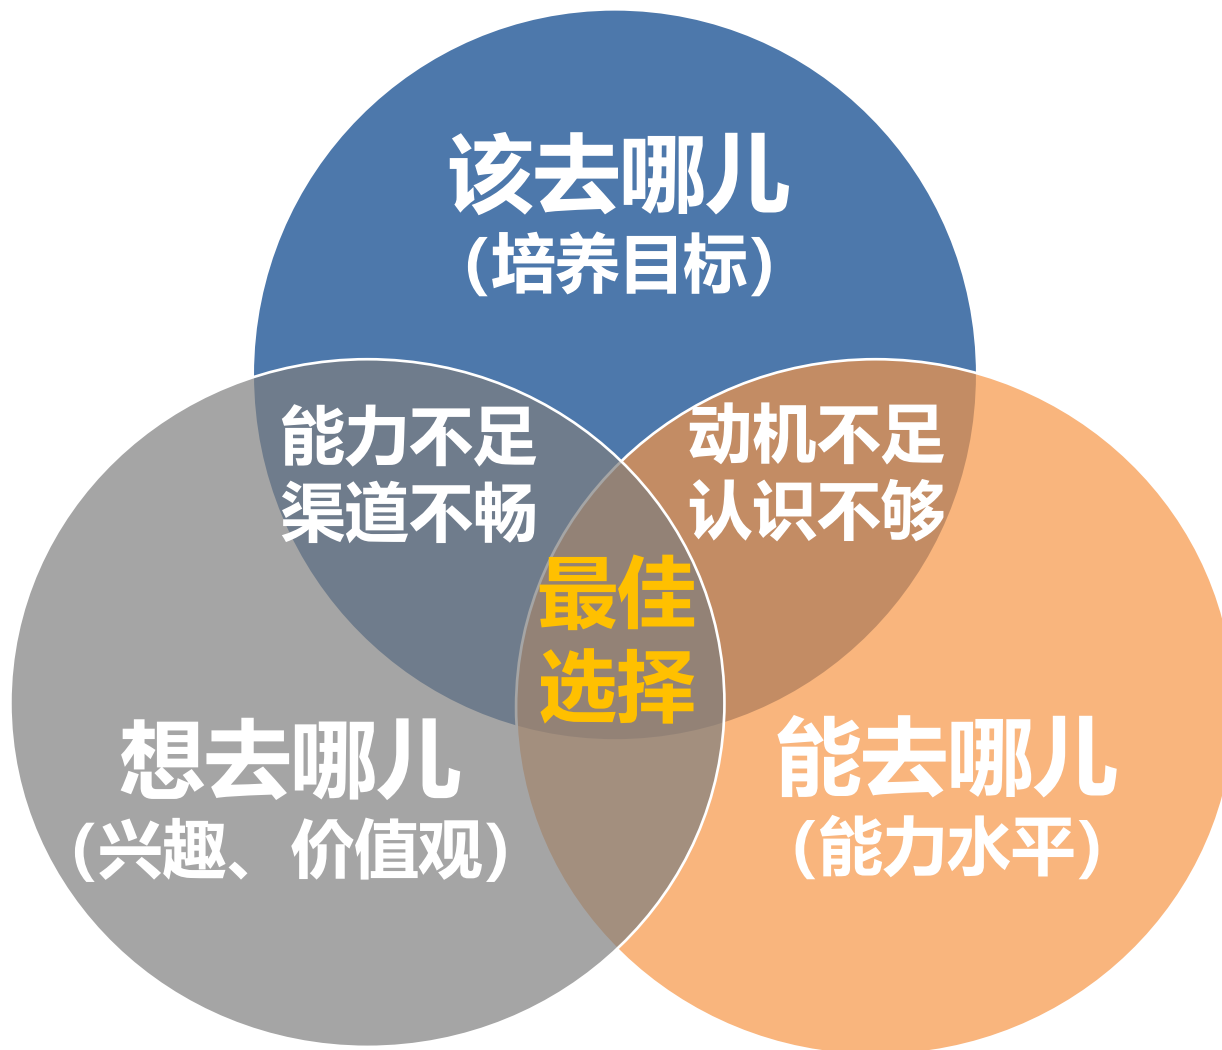 该去哪儿
(培养目标)
能力不足
渠道不畅
动机不足
认识不够
最佳
选择
想去哪儿
(兴趣、价值观)
能去哪儿
(能力水平)